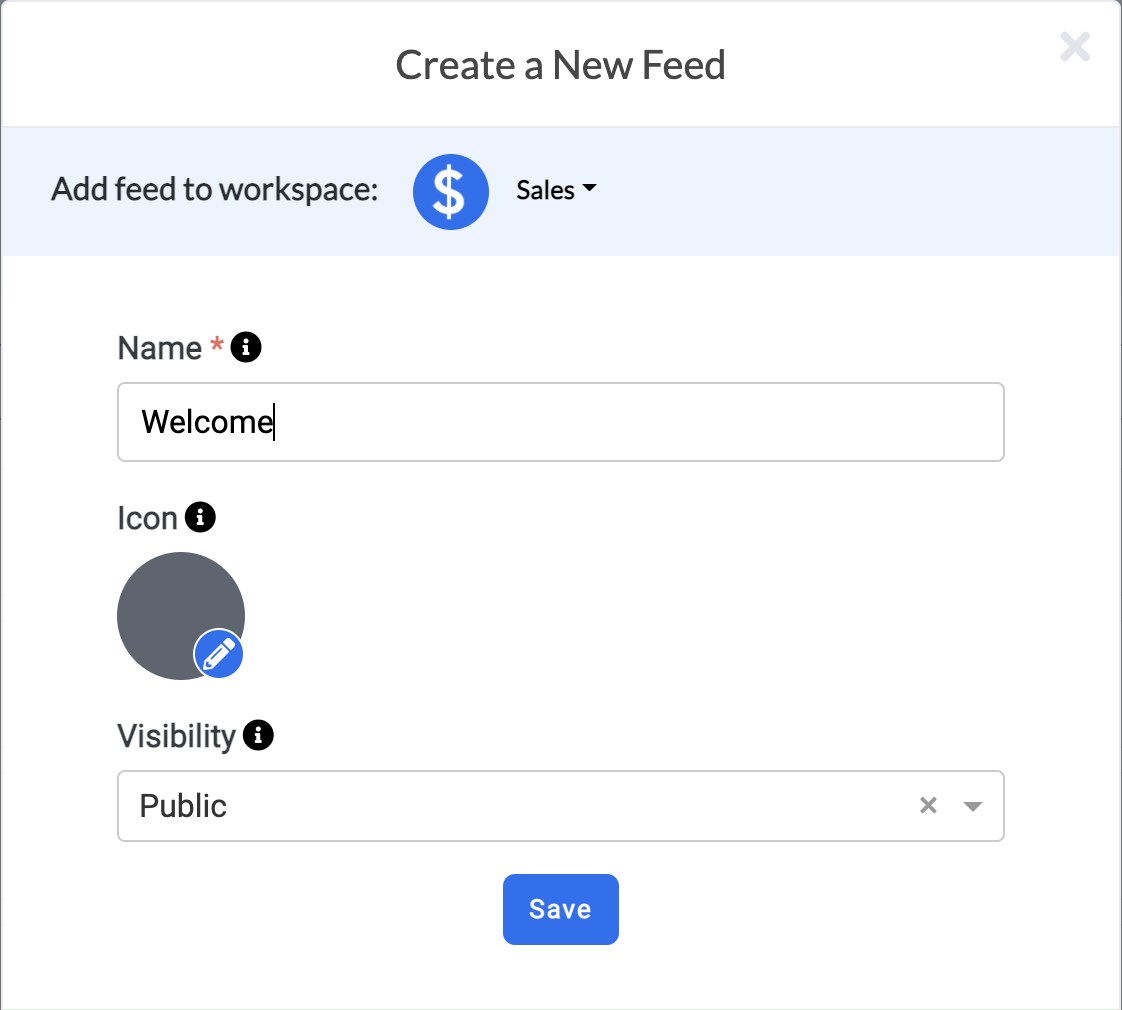 Create a New Feed
Add feed to workspace: $ Sales
Name *
Welcome
Icon
Visibility
Public
Save